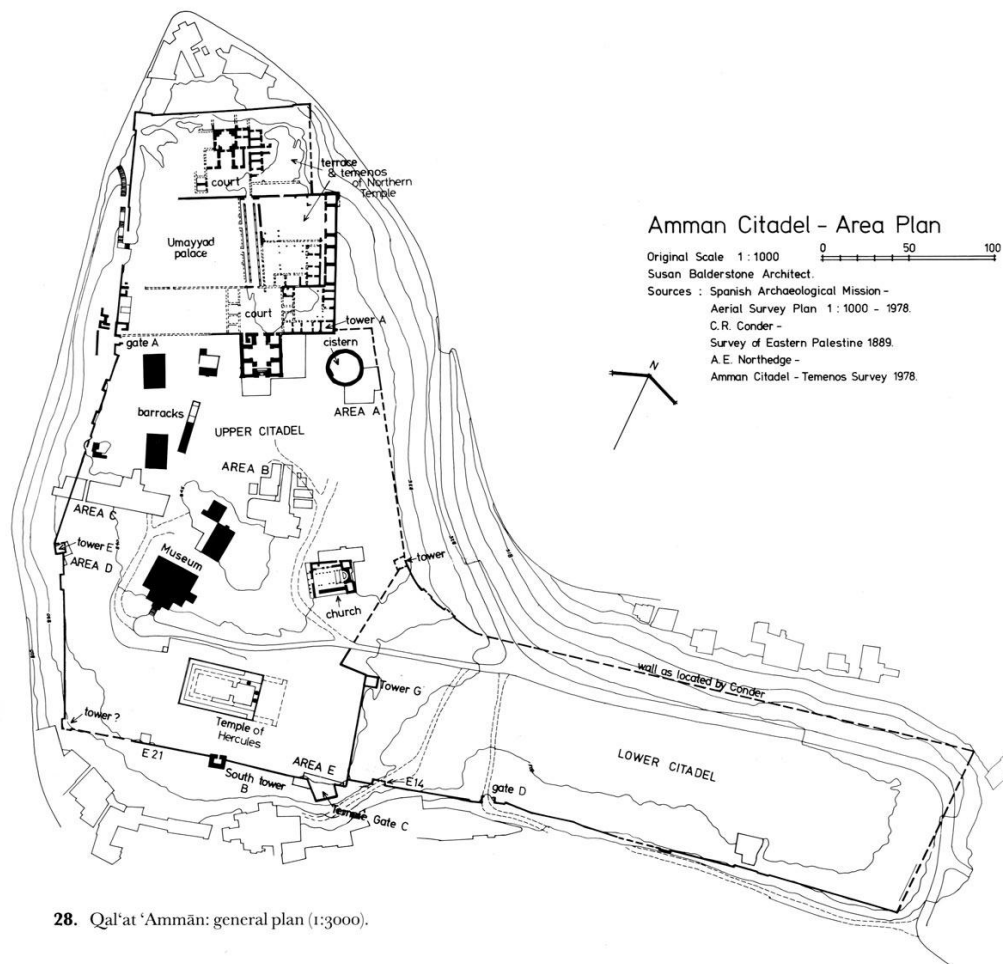 terrace
& temenos
of Northern
Temple
court
Umayyad
palace
court
tower A
gate A
cistern
AREA A
barracks
UPPER CITADEL
AREA B
AREA C
tower E
AREA D
Museum
tower
church
Tower G
wall as located by Conder
tower ?
Temple of
Hercules
E 21
South tower
B
AREA E
Gate C
E14
gate D
LOWER CITADEL
Amman Citadel – Area Plan
Original Scale 1 : 1000
0 50 100
Susan Balderstone Architect.
Sources : Spanish Archaeological Mission –
Aerial Survey Plan 1 : 1000 – 1978.
C.R. Conder –
Survey of Eastern Palestine 1889.
A.E. Northedge –
Amman Citadel – Temenos Survey 1978.
N
28. Qal‘at ‘Ammān: general plan (1:3000).